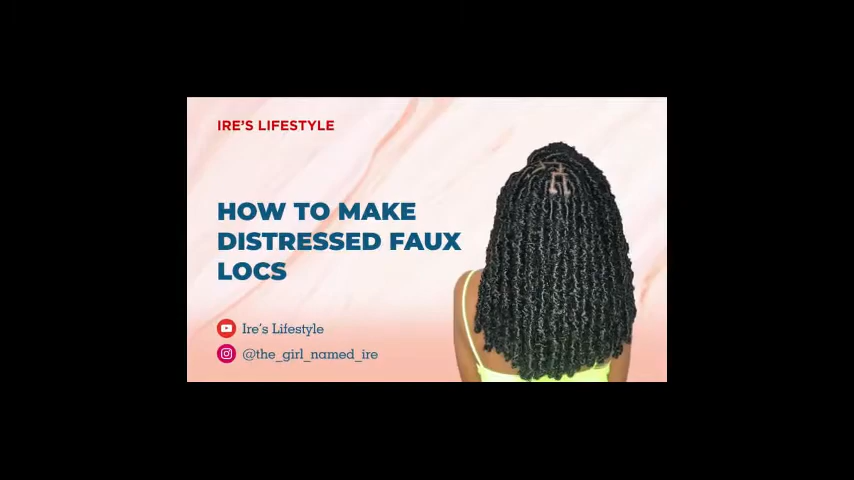 IRE'S LIFESTYLE
HOW TO MAKE
DISTRESSED FAUX
LOCS
Ire's Lifestyle
@the_girl_named_ire